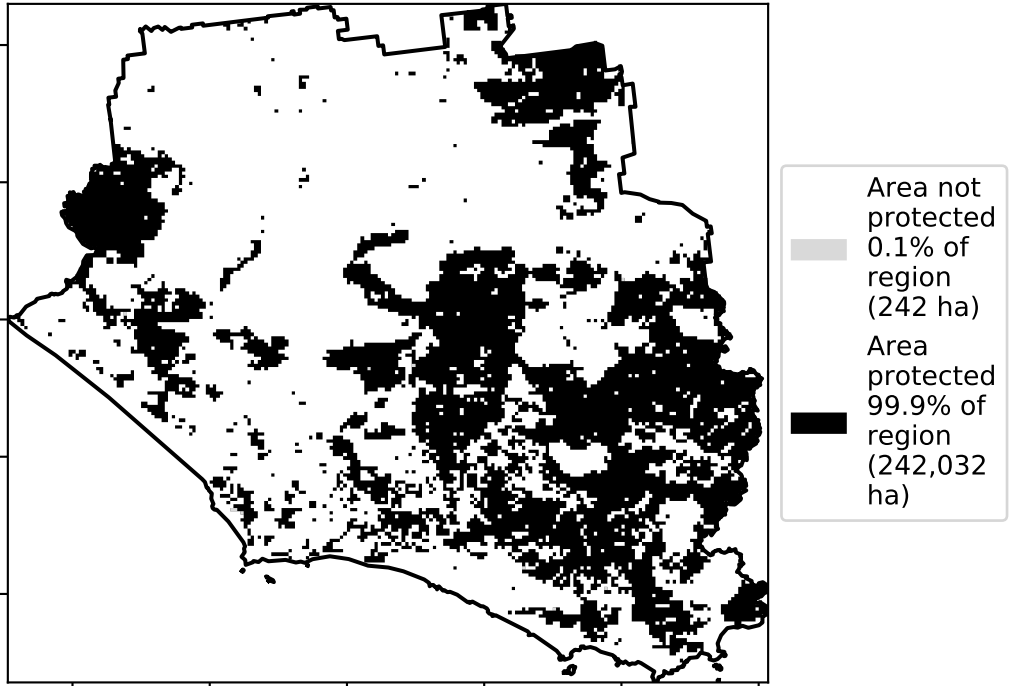 Area not
protected
0.1% of
region
(242 ha)
Area
protected
99.9% of
region
(242,032
ha)